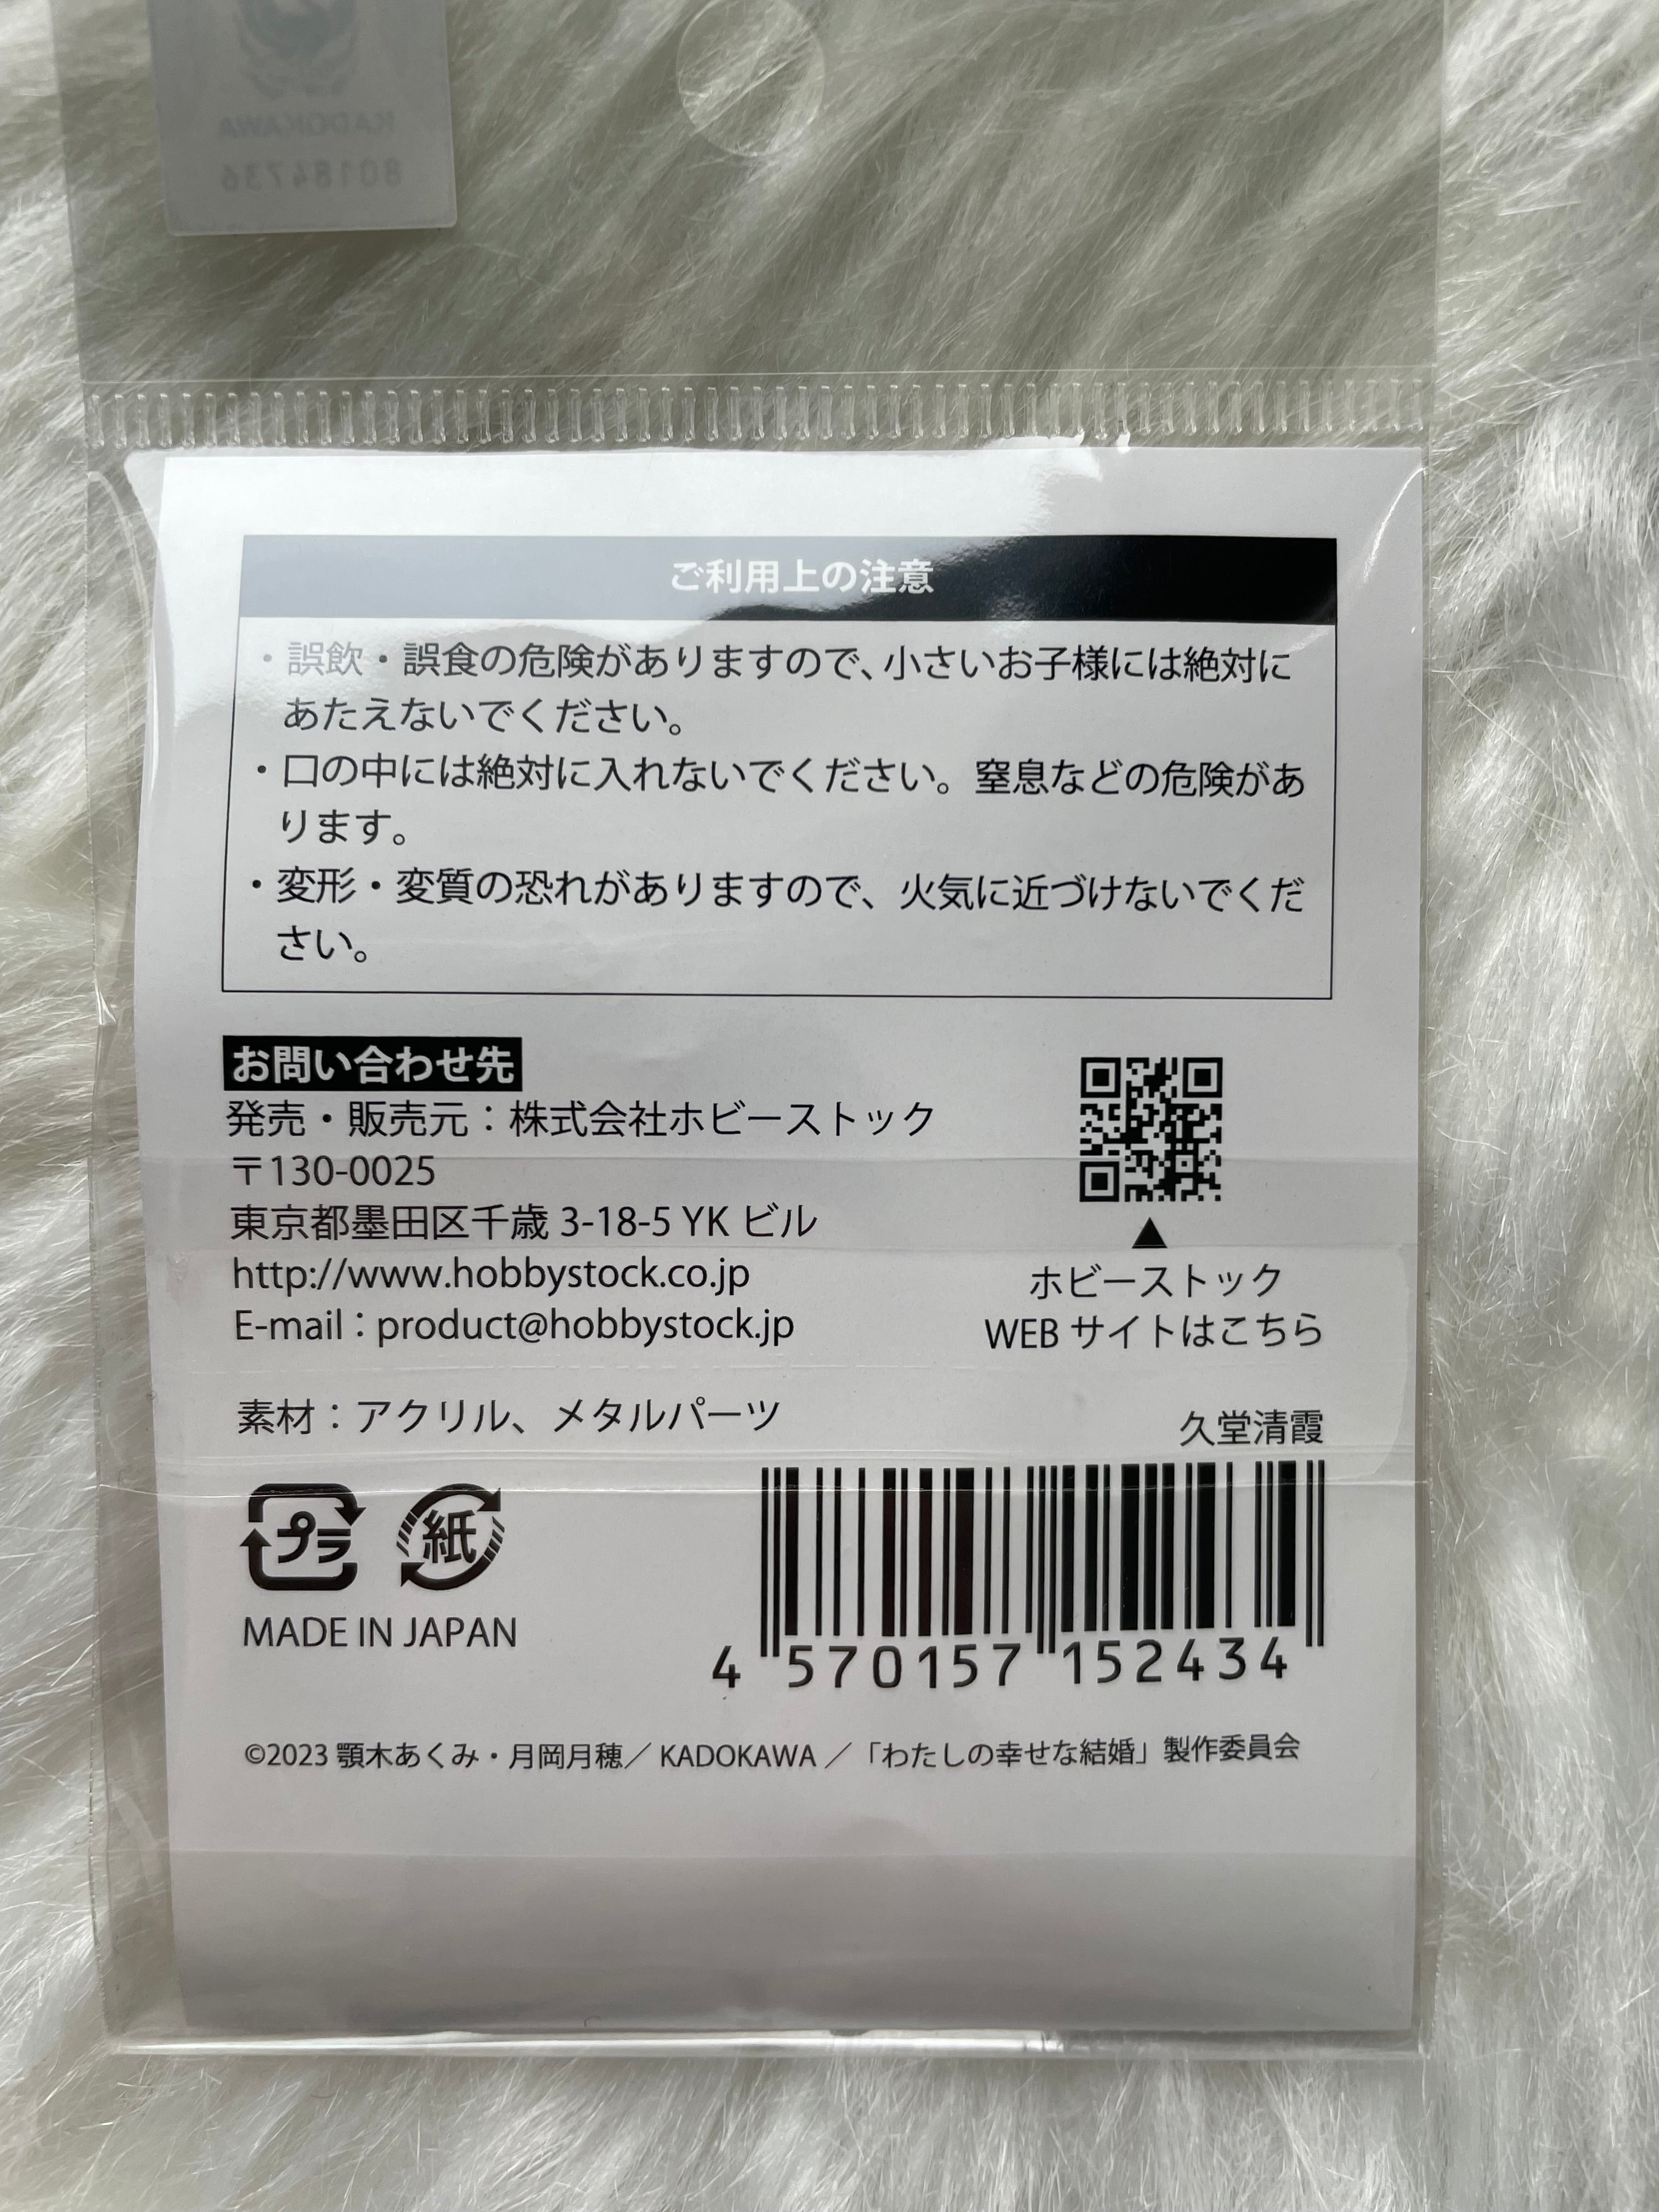 KADOKAWA
80184736
ご利用上の注意
・誤飲・誤食の危険がありますので、小さいお子様には絶対に
あたえないでください。
・口の中には絶対に入れないでください。窒息などの危険があ
ります。
・変形・変質の恐れがありますので、火気に近づけないでくだ
さい。
お問い合わせ先
発売・販売元：株式会社ホビーストック
〒130-0025
東京都墨田区千歳 3-18-5 YK ビル
http://www.hobbystock.co.jp
E-mail：product@hobbystock.jp
▲
ホビーストック
WEB サイトはこちら
素材：アクリル、メタルパーツ
久堂清霞
プラ 紙
MADE IN JAPAN
4 570157 152434
©2023 顎木あくみ・月岡月穂／ KADOKAWA ／「わたしの幸せな結婚」製作委員会